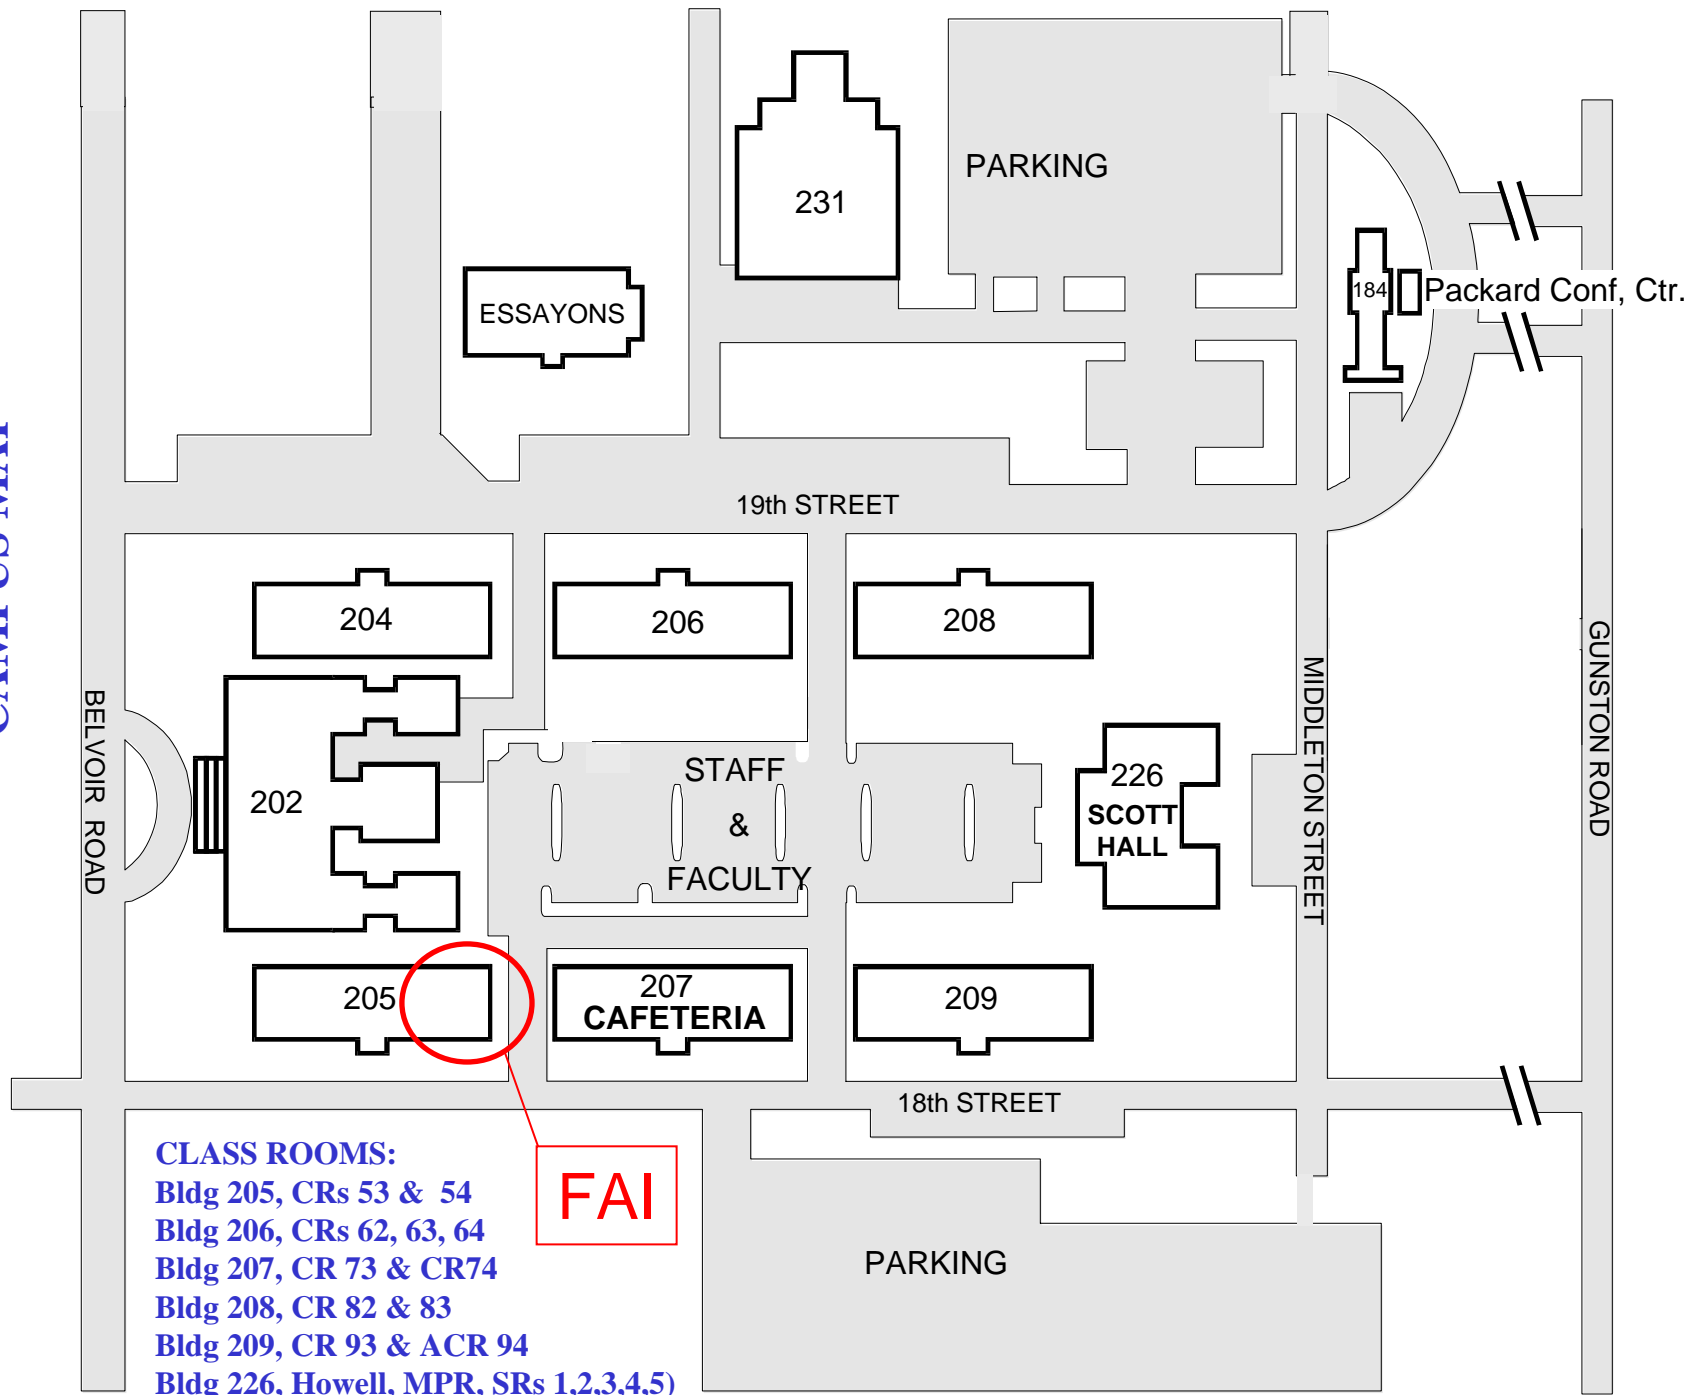 CAMPUS MAP
PARKING
231
184
Packard Conf, Ctr.
ESSAYONS
19th STREET
204
206
208
BELVOIR ROAD
202
STAFF
&
FACULTY
226
SCOTT
HALL
MIDDLETON STREET
GUNSTON ROAD
205
207
CAFETERIA
209
18th STREET
FAI
CLASS ROOMS:
Bldg 205, CRs 53 & 54
Bldg 206, CRs 62, 63, 64
Bldg 207, CR 73 & CR74
Bldg 208, CR 82 & 83
Bldg 209, CR 93 & ACR 94
Bldg 226, Howell, MPR, SRs 1,2,3,4,5)
PARKING